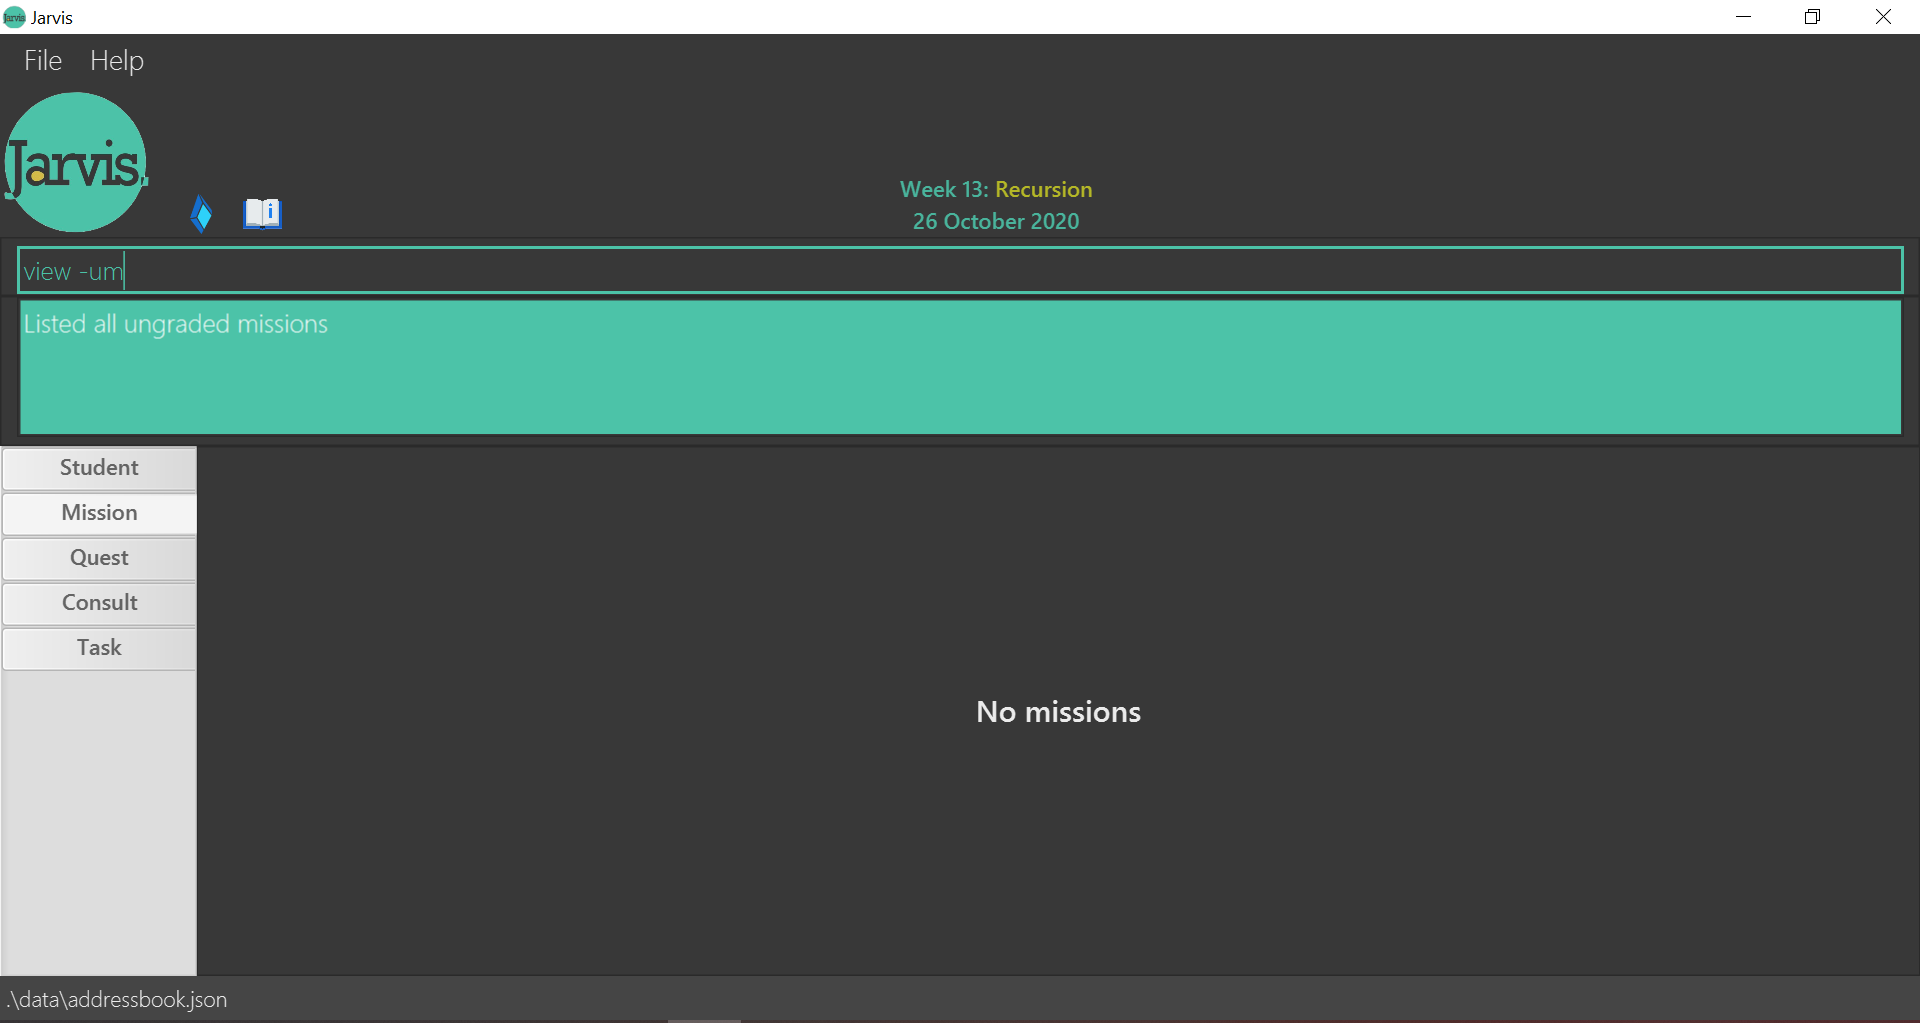 Jarvis
Jarvis
File Help
Jarvis.
i
Week 13: Recursion
26 October 2020
view -um
Listed all ungraded missions
Student
Mission
Quest
Consult
Task
No missions
.\data\addressbook.json